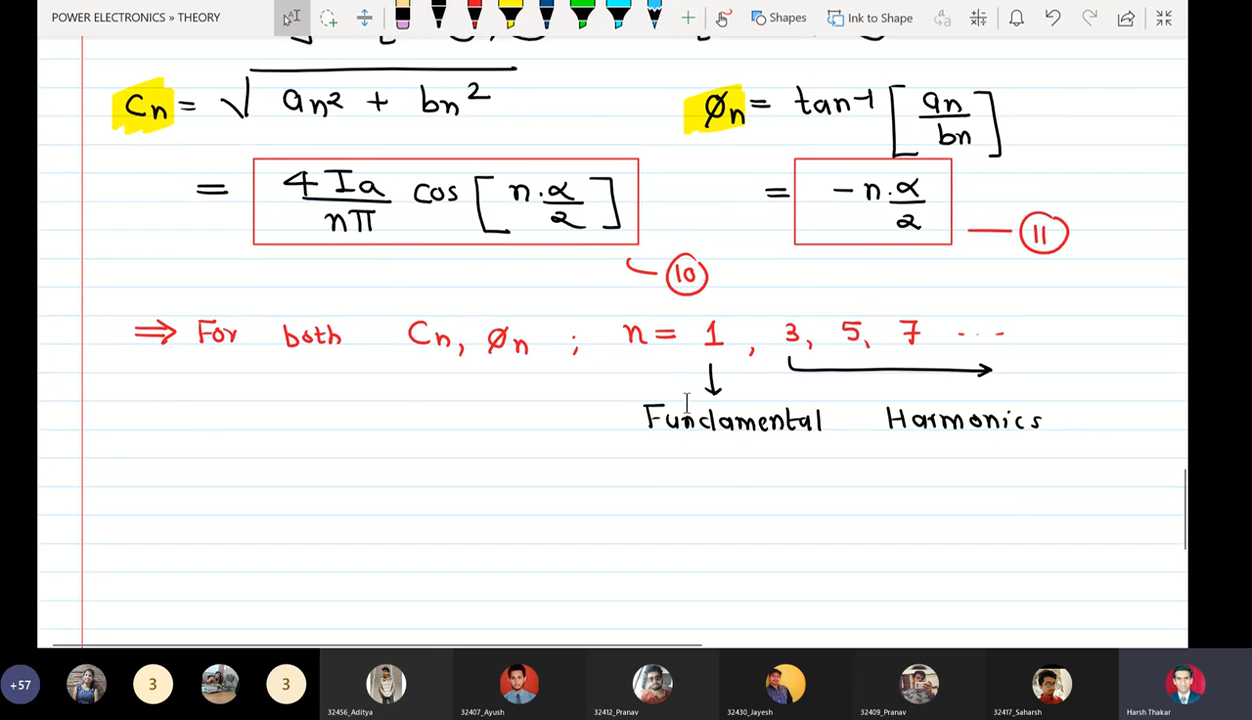 POWER ELECTRONICS » THEORY
Shapes
Ink to Shape
Cn = √ an² + bn²
Øn = tan⁻¹ [ an / bn ]
= 4 Ia / nπ cos [ n . α / 2 ]
= - n . α / 2
11
10
⇒ For both Cn, Øn ; n = 1 , 3, 5, 7 ...
Fundamental Harmonics
+57
3
3
32456_Aditya
32407_Ayush
32412_Pranav
32430_Jayesh
32409_Pranav
32417_Saharsh
Harsh Thakar